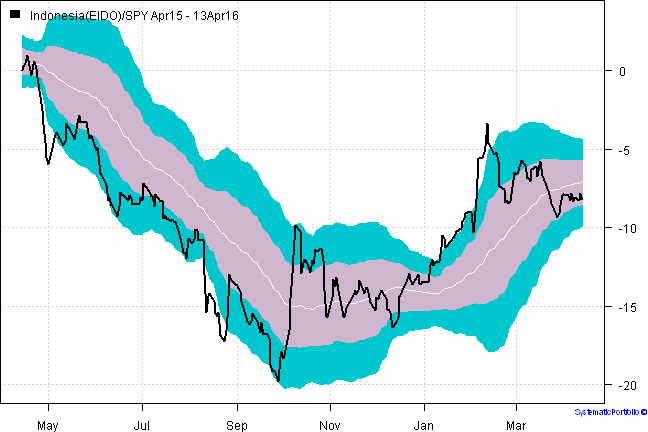 Indonesia(EIDO)/SPY Apr15 - 13Apr16
0
-5
-10
-15
-20
May Jul Sep Nov Jan Mar
SystematicPortfolio ©